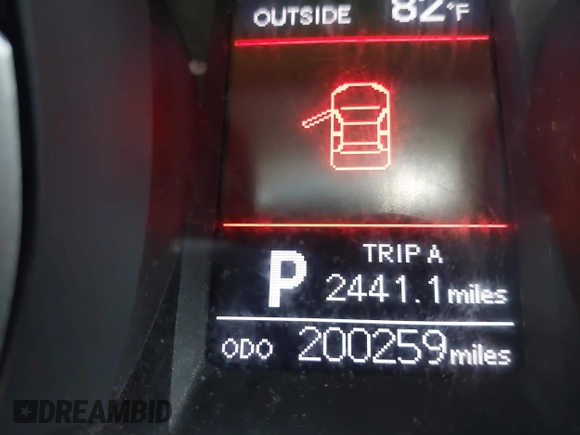 OUTSIDE 82°F
TRIP A
P 2441.1 miles
ODO 200259 miles
DREAMBID